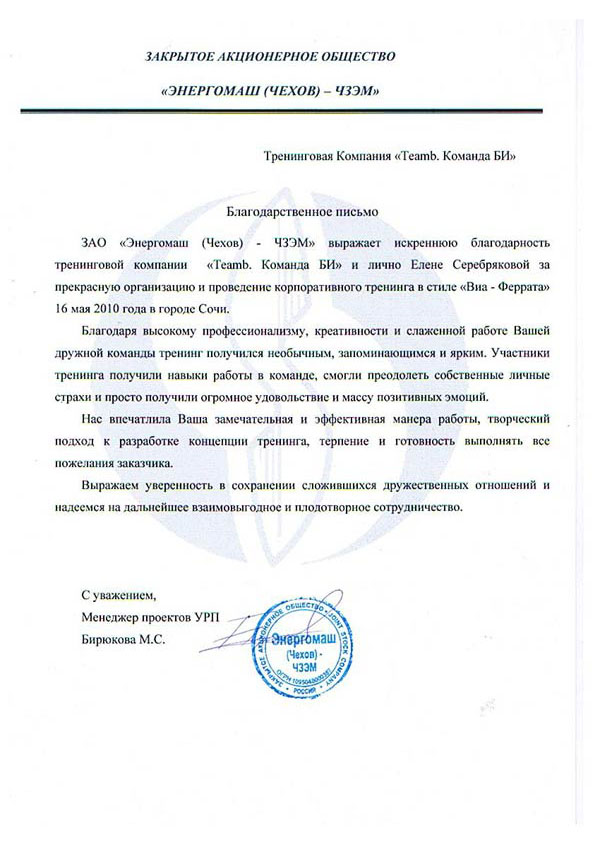 ЗАКРЫТОЕ АКЦИОНЕРНОЕ ОБЩЕСТВО
«ЭНЕРГОМАШ (ЧЕХОВ) – ЧЗЭМ»
Тренинговая Компания «Teamb. Команда БИ»
Благодарственное письмо
ЗАО «Энергомаш (Чехов) - ЧЗЭМ» выражает искреннюю благодарность
тренинговой компании «Teamb. Команда БИ» и лично Елене Серебряковой за
прекрасную организацию и проведение корпоративного тренинга в стиле «Виа - Феррата»
16 мая 2010 года в городе Сочи.
Благодаря высокому профессионализму, креативности и слаженной работе Вашей
дружной команды тренинг получился необычным, запоминающимся и ярким. Участники
тренинга получили навыки работы в команде, смогли преодолеть собственные личные
страхи и просто получили огромное удовольствие и массу позитивных эмоций.
Нас впечатлила Ваша замечательная и эффективная манера работы, творческий
подход к разработке концепции тренинга, терпение и готовность выполнять все
пожелания заказчика.
Выражаем уверенность в сохранении сложившихся дружественных отношений и
надеемся на дальнейшее взаимовыгодное и плодотворное сотрудничество.
С уважением,
Менеджер проектов УРП
Бирюкова М.С.
ЗАКРЫТОЕ АКЦИОНЕРНОЕ ОБЩЕСТВО • JOINT STOCK COMPANY
Энергомаш
(Чехов) -
ЧЗЭМ
ОГРН
• РОССИЯ •